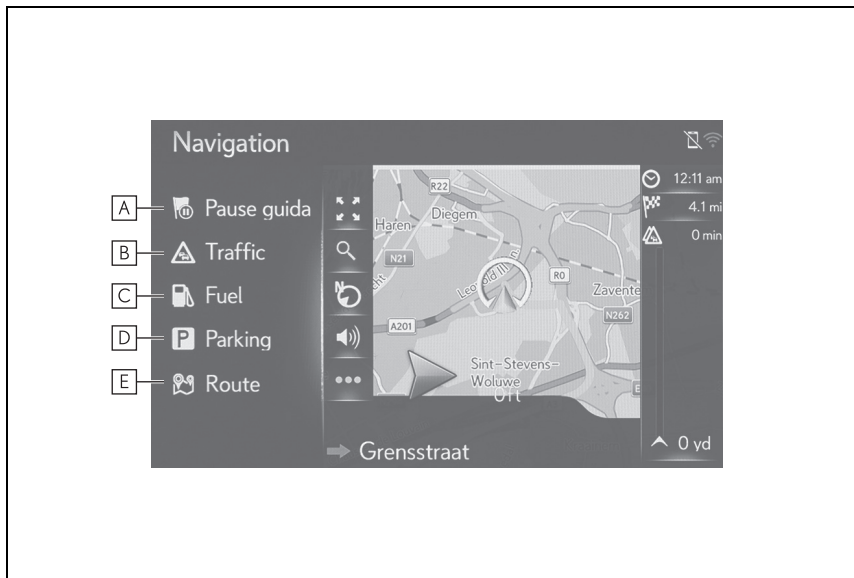 Navigation
12:11 am
A
Pause guida
4.1 mi
B
Traffic
0 min
C
Fuel
D
Parking
E
Route
R22
Diegem
Haren
N21
R0
Zavente
N262
A201
Sint-Stevens-
Woluwe
0ft
E
0 yd
Grensstraat